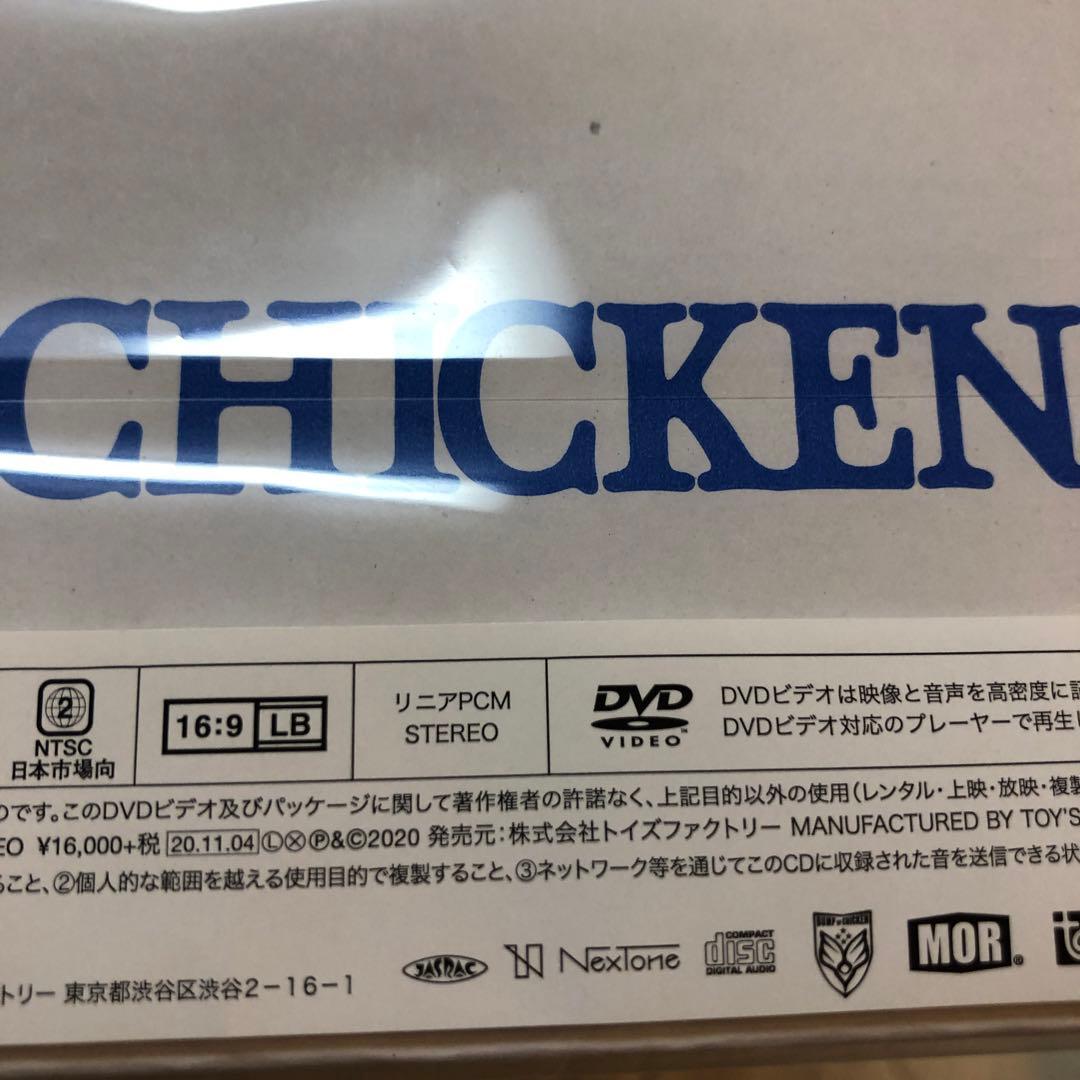 CHICKEN
2
NTSC
日本市場向
16:9 LB
リニアPCM
STEREO
DVD
VIDEO™
DVDビデオは映像と音声を高密度に記
DVDビデオ対応のプレーヤーで再生し
のです。このDVDビデオ及びパッケージに関して著作権者の許諾なく、上記目的以外の使用(レンタル・上映・放映・複製
EO ¥16,000+税 20.11.04 Ⓛ Ⓧ Ⓟ&©2020 発売元:株式会社トイズファクトリー MANUFACTURED BY TOY'S
ること、②個人的な範囲を越える使用目的で複製すること、③ネットワーク等を通じてこのCDに収録された音を送信できる状
トリー 東京都渋谷区渋谷2-16-1
JASRAC
N NexTone
COMPACT
disc
DIGITAL AUDIO
BUMP OF CHICKEN
MOR®
t